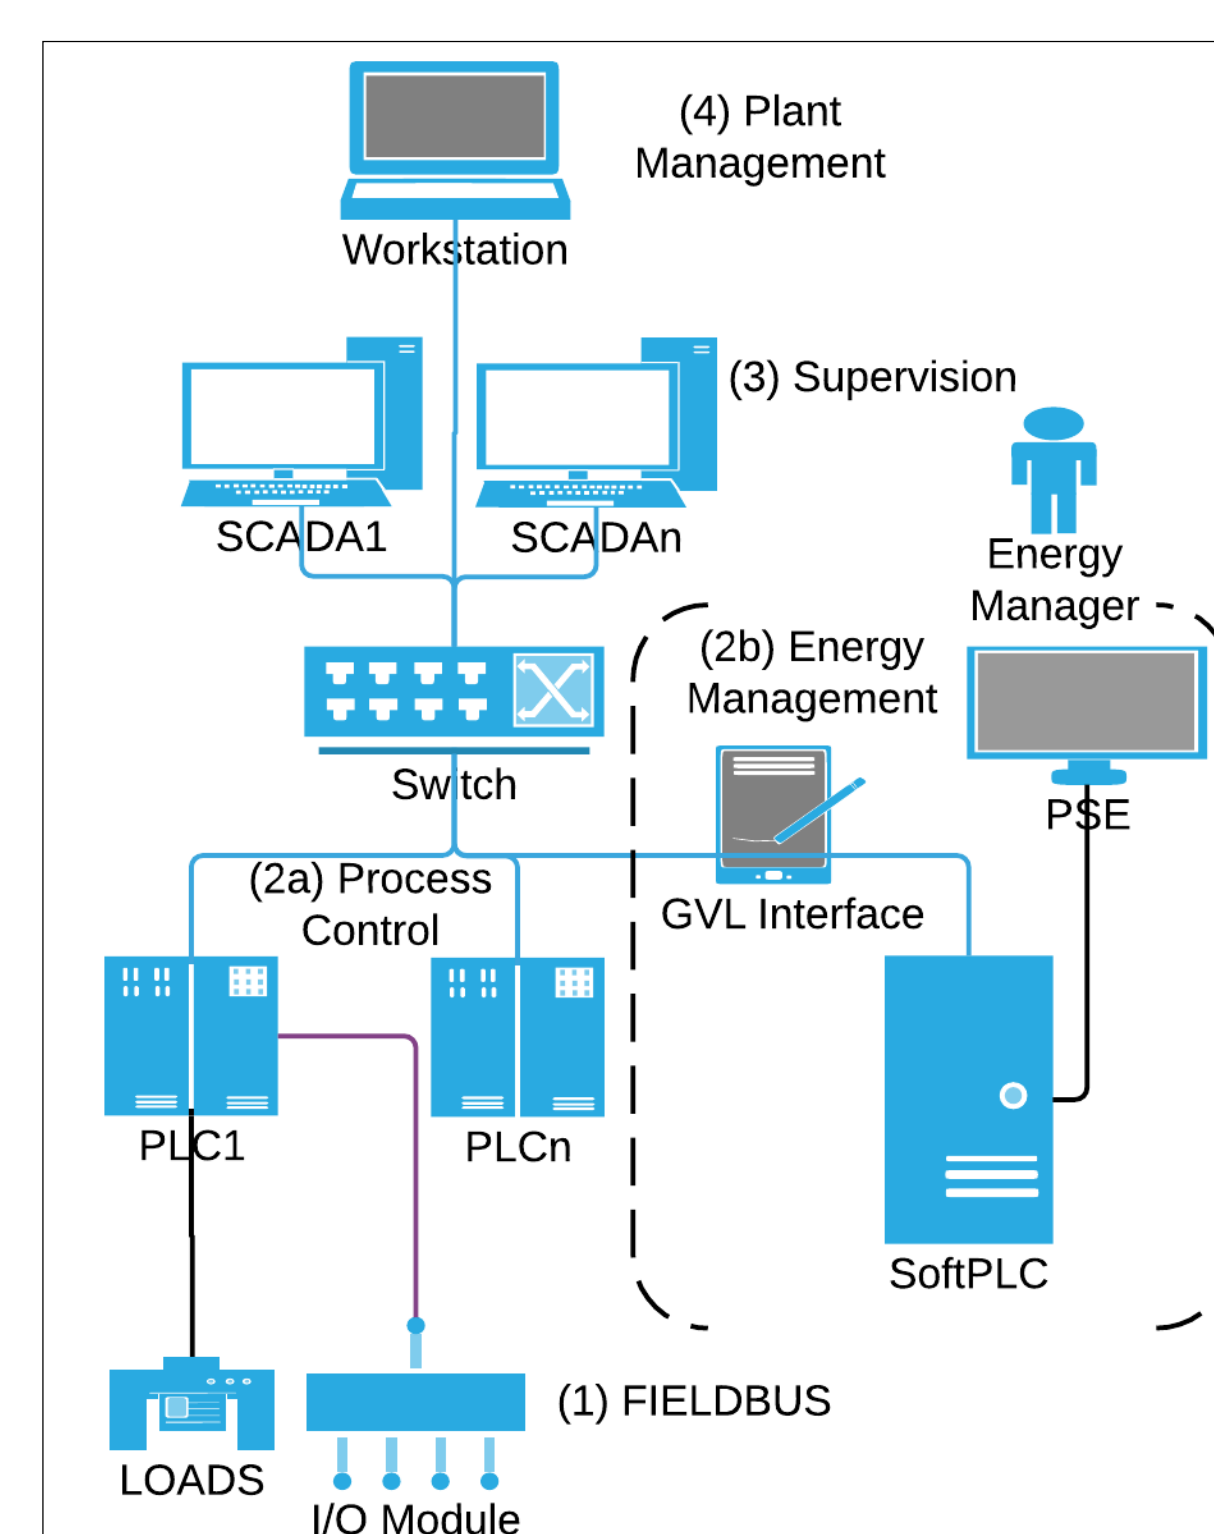 (4) Plant
Management
Workstation
(3) Supervision
SCADA1
SCADAn
Energy
Manager
(2b) Energy
Management
Switch
PSE
(2a) Process
Control
GVL Interface
PLC1
PLCn
SoftPLC
(1) FIELDBUS
LOADS
I/O Module